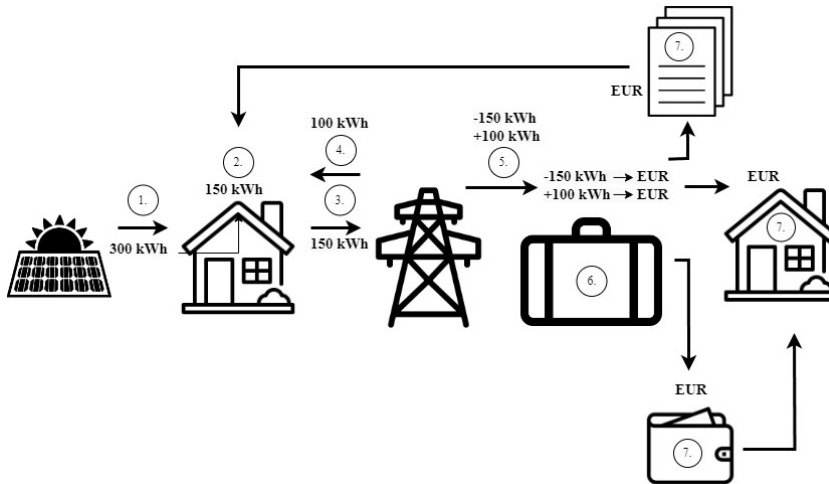 7.
EUR
100 kWh
4.
-150 kWh
+100 kWh
5.
2.
150 kWh
-150 kWh → EUR
+100 kWh → EUR
EUR
1.
300 kWh
3.
150 kWh
7.
6.
EUR
7.